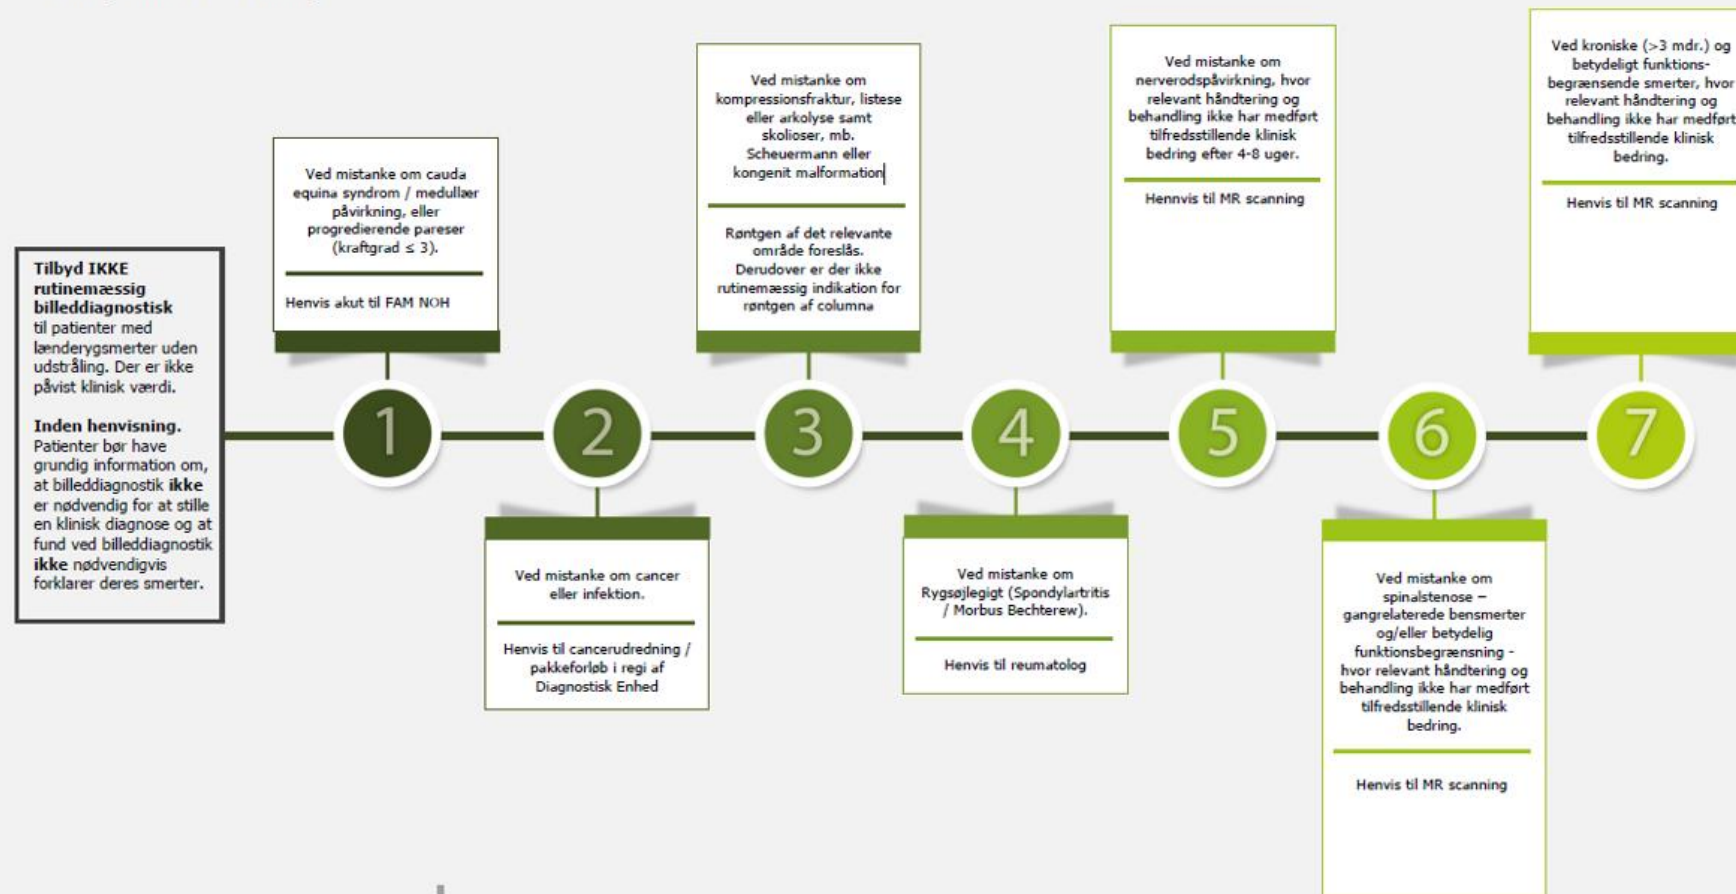 Tilbyd IKKE
rutinemæssig
billeddiagnostisk
til patienter med
lænderygsmerter uden
udstråling. Der er ikke
påvist klinisk værdi.
Inden henvisning.
Patienter bør have
grundig information om,
at billeddiagnostik ikke
er nødvendig for at stille
en klinisk diagnose og at
fund ved billeddiagnostik
ikke nødvendigvis
forklarer deres smerter.
1
Ved mistanke om cauda
equina syndrom / medullær
påvirkning, eller
progredierende pareser
(kraftgrad ≤ 3).
Henvis akut til FAM NOH
2
Ved mistanke om cancer
eller infektion.
Henvis til cancerudredning /
pakkeforløb i regi af
Diagnostisk Enhed
3
Ved mistanke om
kompressionsfraktur, listese
eller arkolyse samt
skolioser, mb.
Scheuermann eller
kongenit malformation
Røntgen af det relevante
område foreslås.
Derudover er der ikke
rutinemæssig indikation for
røntgen af columna
4
Ved mistanke om
Rygsøjlegigt (Spondylartritis
/ Morbus Bechterew).
Henvis til reumatolog
5
Ved mistanke om
nerverodspåvirkning, hvor
relevant håndtering og
behandling ikke har medført
tilfredsstillende klinisk
bedring efter 4-8 uger.
Hennvis til MR scanning
6
Ved mistanke om
spinalstenose –
gangrelaterede bensmerter
og/eller betydelig
funktionsbegrænsning -
hvor relevant håndtering og
behandling ikke har medført
tilfredsstillende klinisk
bedring.
Henvis til MR scanning
7
Ved kroniske (>3 mdr.) og
betydeligt funktions-
begrænsende smerter, hvor
relevant håndtering og
behandling ikke har medført
tilfredsstillende klinisk
bedring.
Henvis til MR scanning